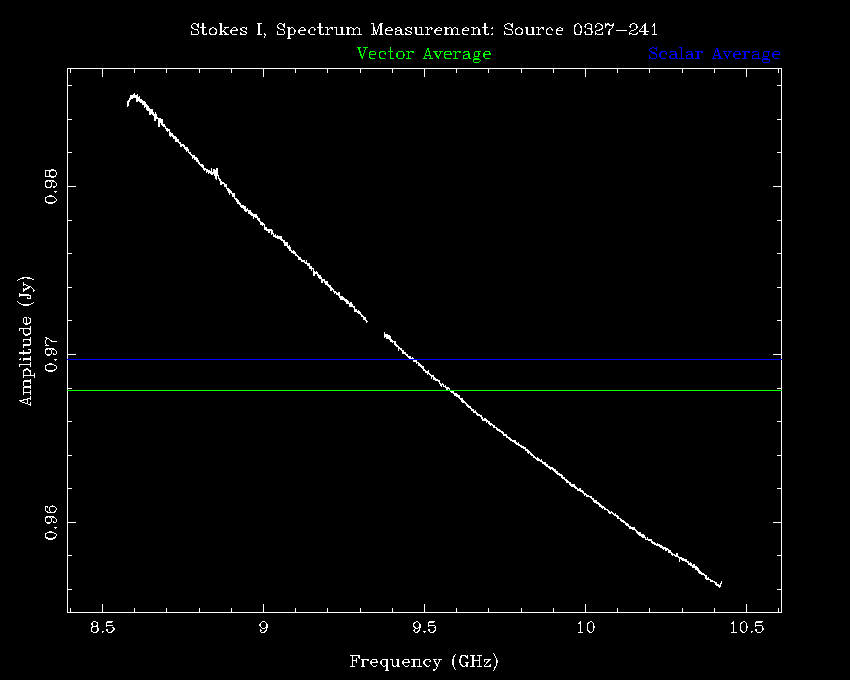 Stokes I, Spectrum Measurement: Source 0327−241
Vector Average
Scalar Average
0.98
0.97
0.96
Amplitude (Jy)
8.5
9
9.5
10
10.5
Frequency (GHz)